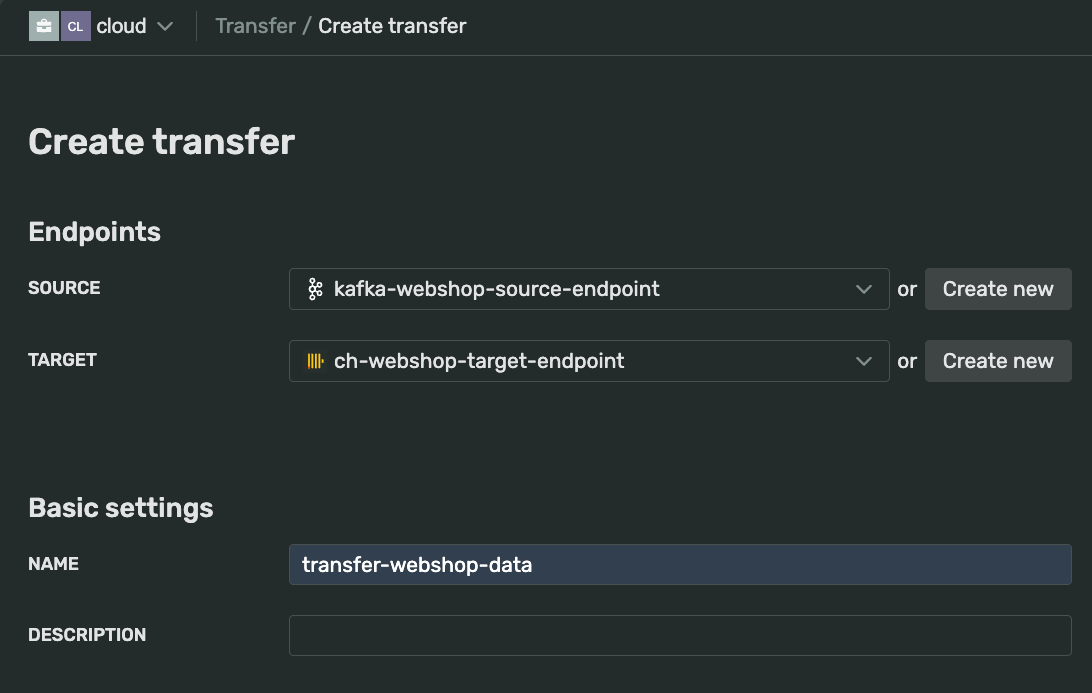 CL cloud Transfer / Create transfer
Create transfer
Endpoints
SOURCE kafka-webshop-source-endpoint or Create new
TARGET ch-webshop-target-endpoint or Create new
Basic settings
NAME transfer-webshop-data
DESCRIPTION